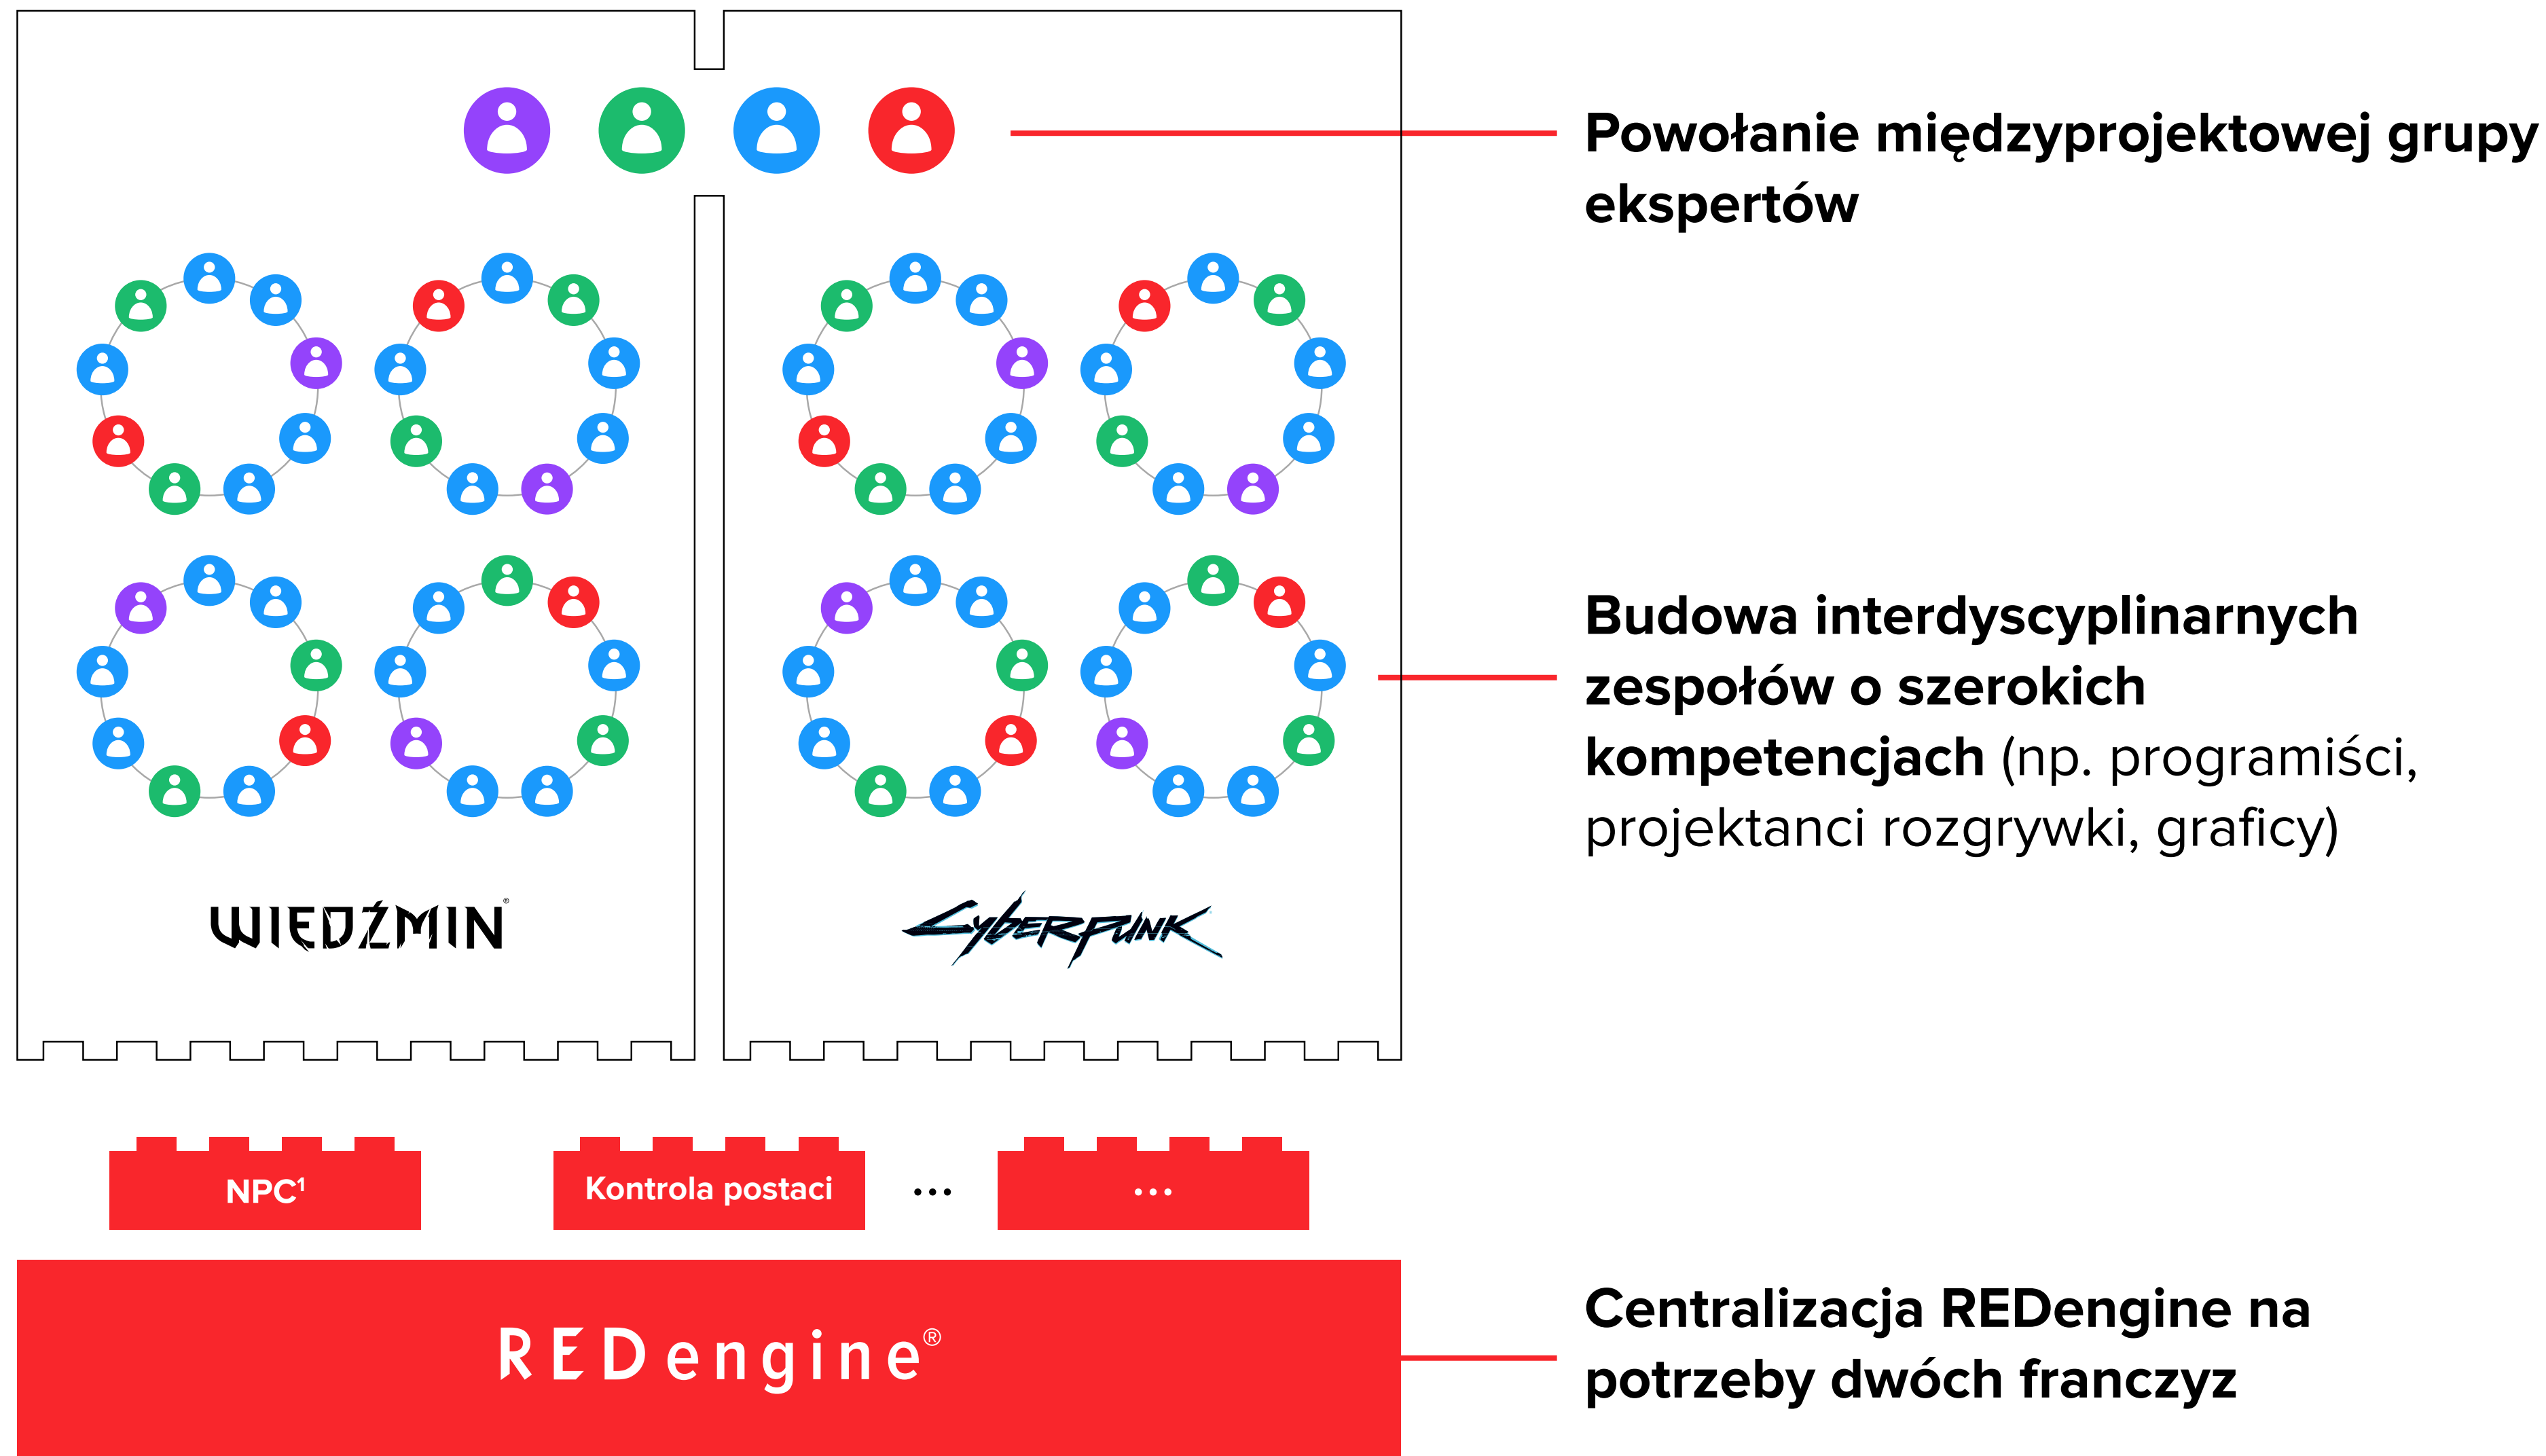 Powołanie międzyprojektowej grupy
ekspertów
Budowa interdyscyplinarnych
zespołów o szerokich
kompetencjach (np. programiści,
projektanci rozgrywki, graficy)
WIEDŹMIN®
CYBERPUNK
NPC¹
Kontrola postaci
...
...
REDengine®
Centralizacja REDengine na
potrzeby dwóch franczyz